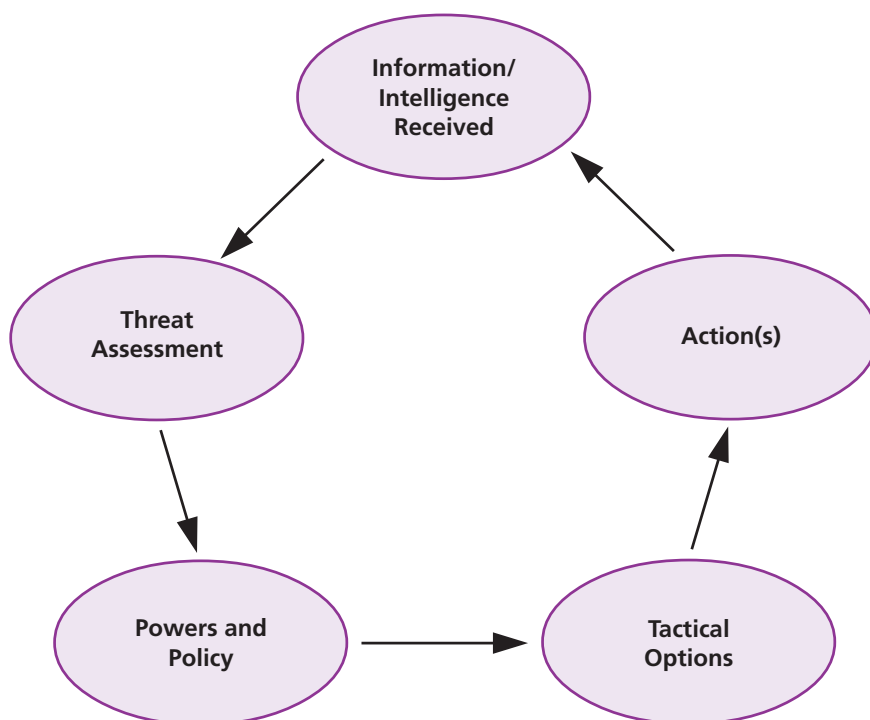 Information/
Intelligence
Received
Threat
Assessment
Action(s)
Powers and
Policy
Tactical
Options